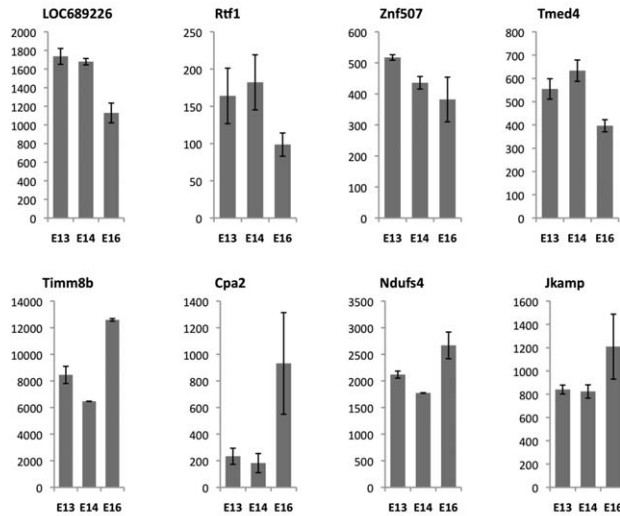 LOC689226 Rtf1 Znf507 Tmed4
2000 250 600 800
1800 700
1600 200 500 600
1400 400 500
1200 150
1000 300 400
800 100 300
600 200 200
400 50 100
200 100
0 0 0 0
E13 E14 E16 E13 E14 E16 E13 E14 E16 E13 E14 E16
Timm8b Cpa2 Ndufs4 Jkamp
14000 1400 3500 1600
12000 1200 3000 1400
10000 1000 2500 1200
8000 800 2000 1000
6000 600 1500 800
4000 400 1000 600
2000 200 500 400
0 0 0 200
0
E13 E14 E16 E13 E14 E16 E13 E14 E16 E13 E14 E16